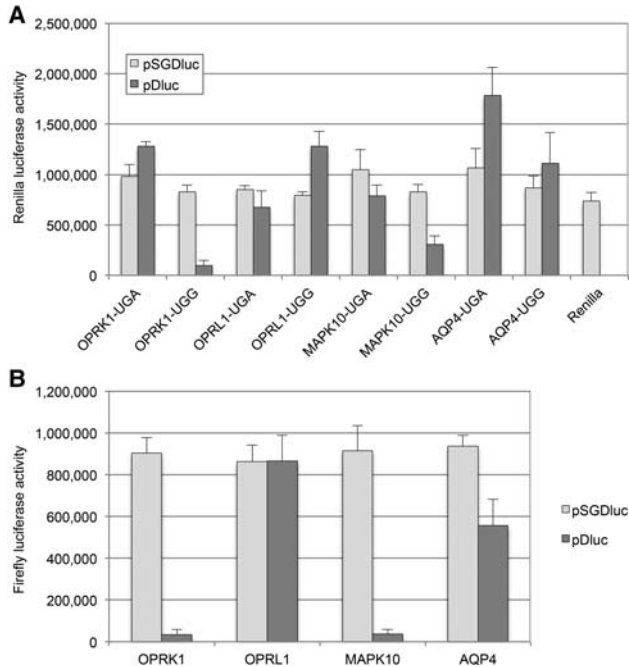 A
2,500,000
2,000,000
1,500,000
1,000,000
500,000
0
Renilla luciferase activity
pSGDluc
pDluc
OPRK1-UGA
OPRK1-UGG
OPRL1-UGA
OPRL1-UGG
MAPK10-UGA
MAPK10-UGG
AQP4-UGA
AQP4-UGG
Renilla
B
1,200,000
1,000,000
800,000
600,000
400,000
200,000
0
Firefly luciferase activity
OPRK1
OPRL1
MAPK10
AQP4
pSGDluc
pDluc